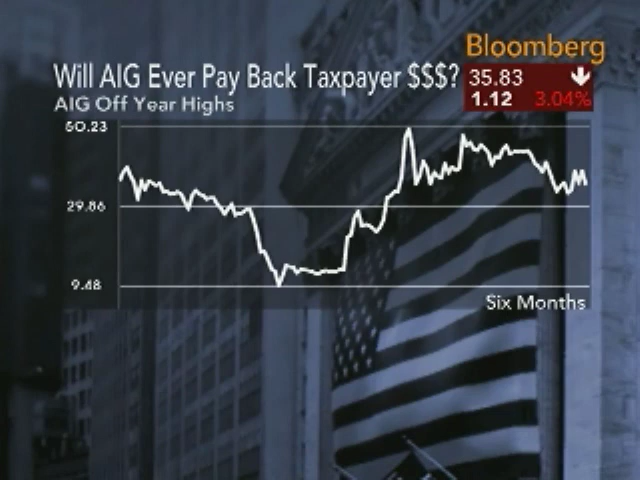 Bloomberg
Will AIG Ever Pay Back Taxpayer $$$?
35.83
AIG Off Year Highs
1.12 3.04%
50.23
29.86
9.48
Six Months